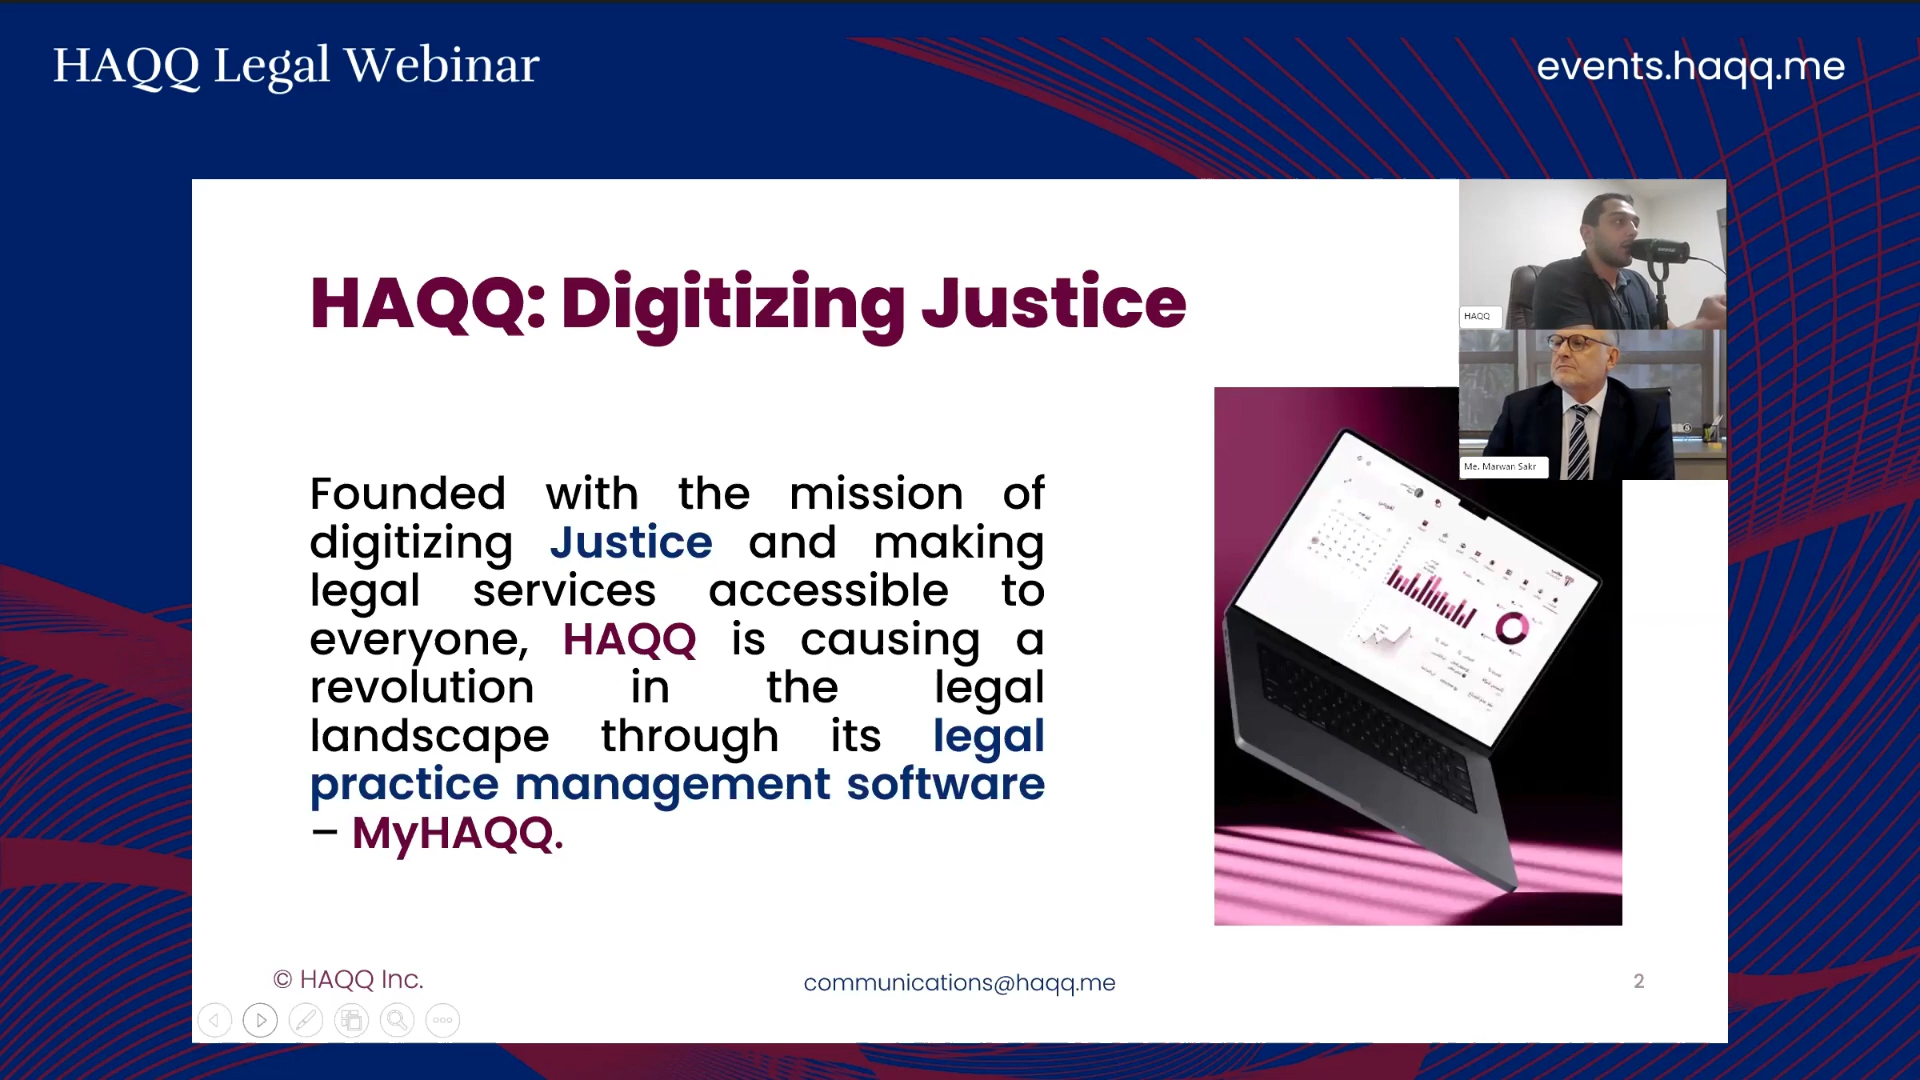 HAQQ Legal Webinar
events.haqq.me
HAQQ: Digitizing Justice
HAQQ
Me. Marwan Sakr
Founded with the mission of
digitizing Justice and making
legal services accessible to
everyone, HAQQ is causing a
revolution in the legal
landscape through its legal
practice management software
– MyHAQQ.
© HAQQ Inc.
communications@haqq.me
2